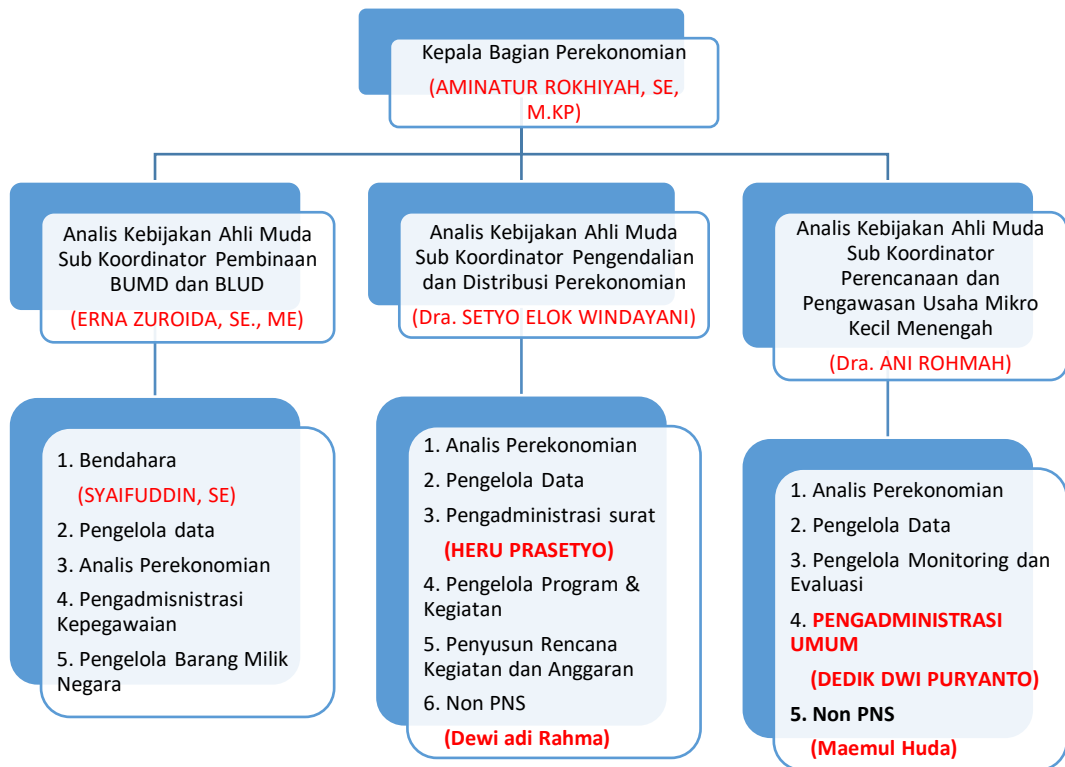 Kepala Bagian Perekonomian
(AMINATUR ROKHIYAH, SE,
M.KP)
Analis Kebijakan Ahli Muda
Sub Koordinator Pembinaan
BUMD dan BLUD
(ERNA ZUROIDA, SE., ME)
Analis Kebijakan Ahli Muda
Sub Koordinator Pengendalian
dan Distribusi Perekonomian
(Dra. SETYO ELOK WINDAYANI)
Analis Kebijakan Ahli Muda
Sub Koordinator
Perencanaan dan
Pengawasan Usaha Mikro
Kecil Menengah
(Dra. ANI ROHMAH)
1. Bendahara
(SYAIFUDDIN, SE)
2. Pengelola data
3. Analis Perekonomian
4. Pengadmisnistrasi
Kepegawaian
5. Pengelola Barang Milik
Negara
1. Analis Perekonomian
2. Pengelola Data
3. Pengadministrasi surat
(HERU PRASETYO)
4. Pengelola Program &
Kegiatan
5. Penyusun Rencana
Kegiatan dan Anggaran
6. Non PNS
(Dewi adi Rahma)
1. Analis Perekonomian
2. Pengelola Data
3. Pengelola Monitoring dan
Evaluasi
4. PENGADMINISTRASI
UMUM
(DEDIK DWI PURYANTO)
5. Non PNS
(Maemul Huda)